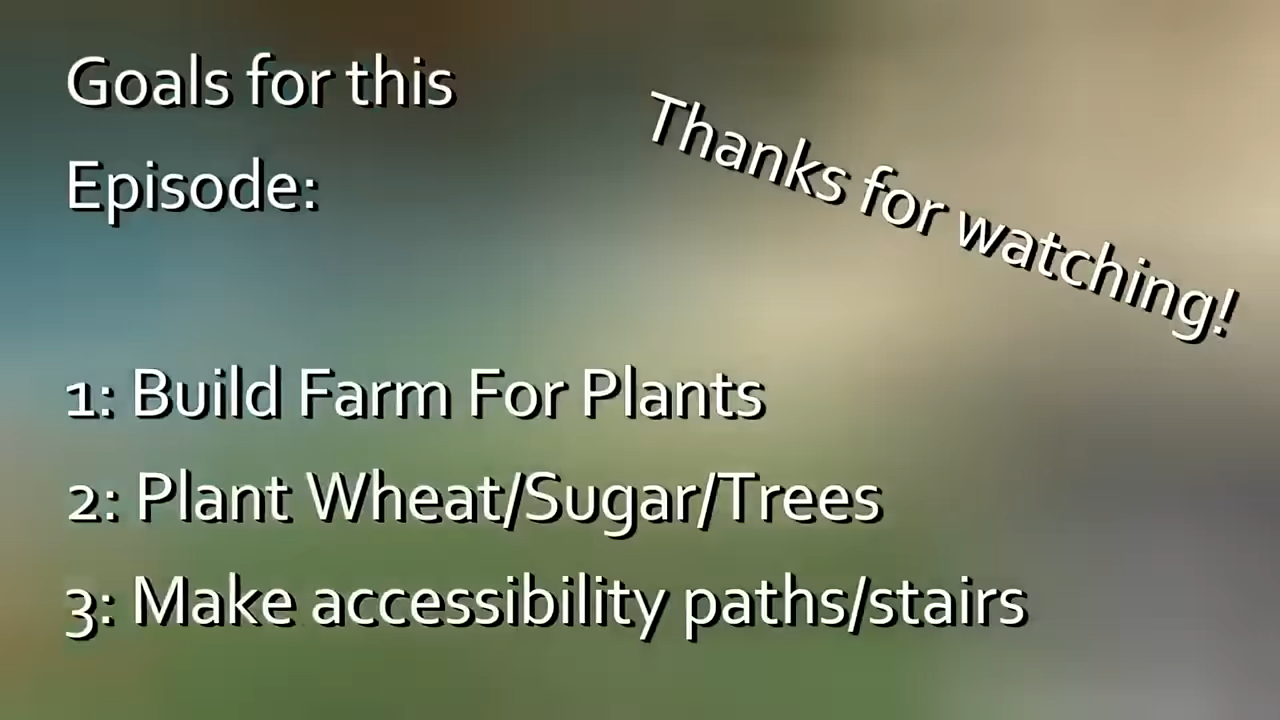 Goals for this
Episode:
Thanks for watching!
1: Build Farm For Plants
2: Plant Wheat/Sugar/Trees
3: Make accessibility paths/stairs